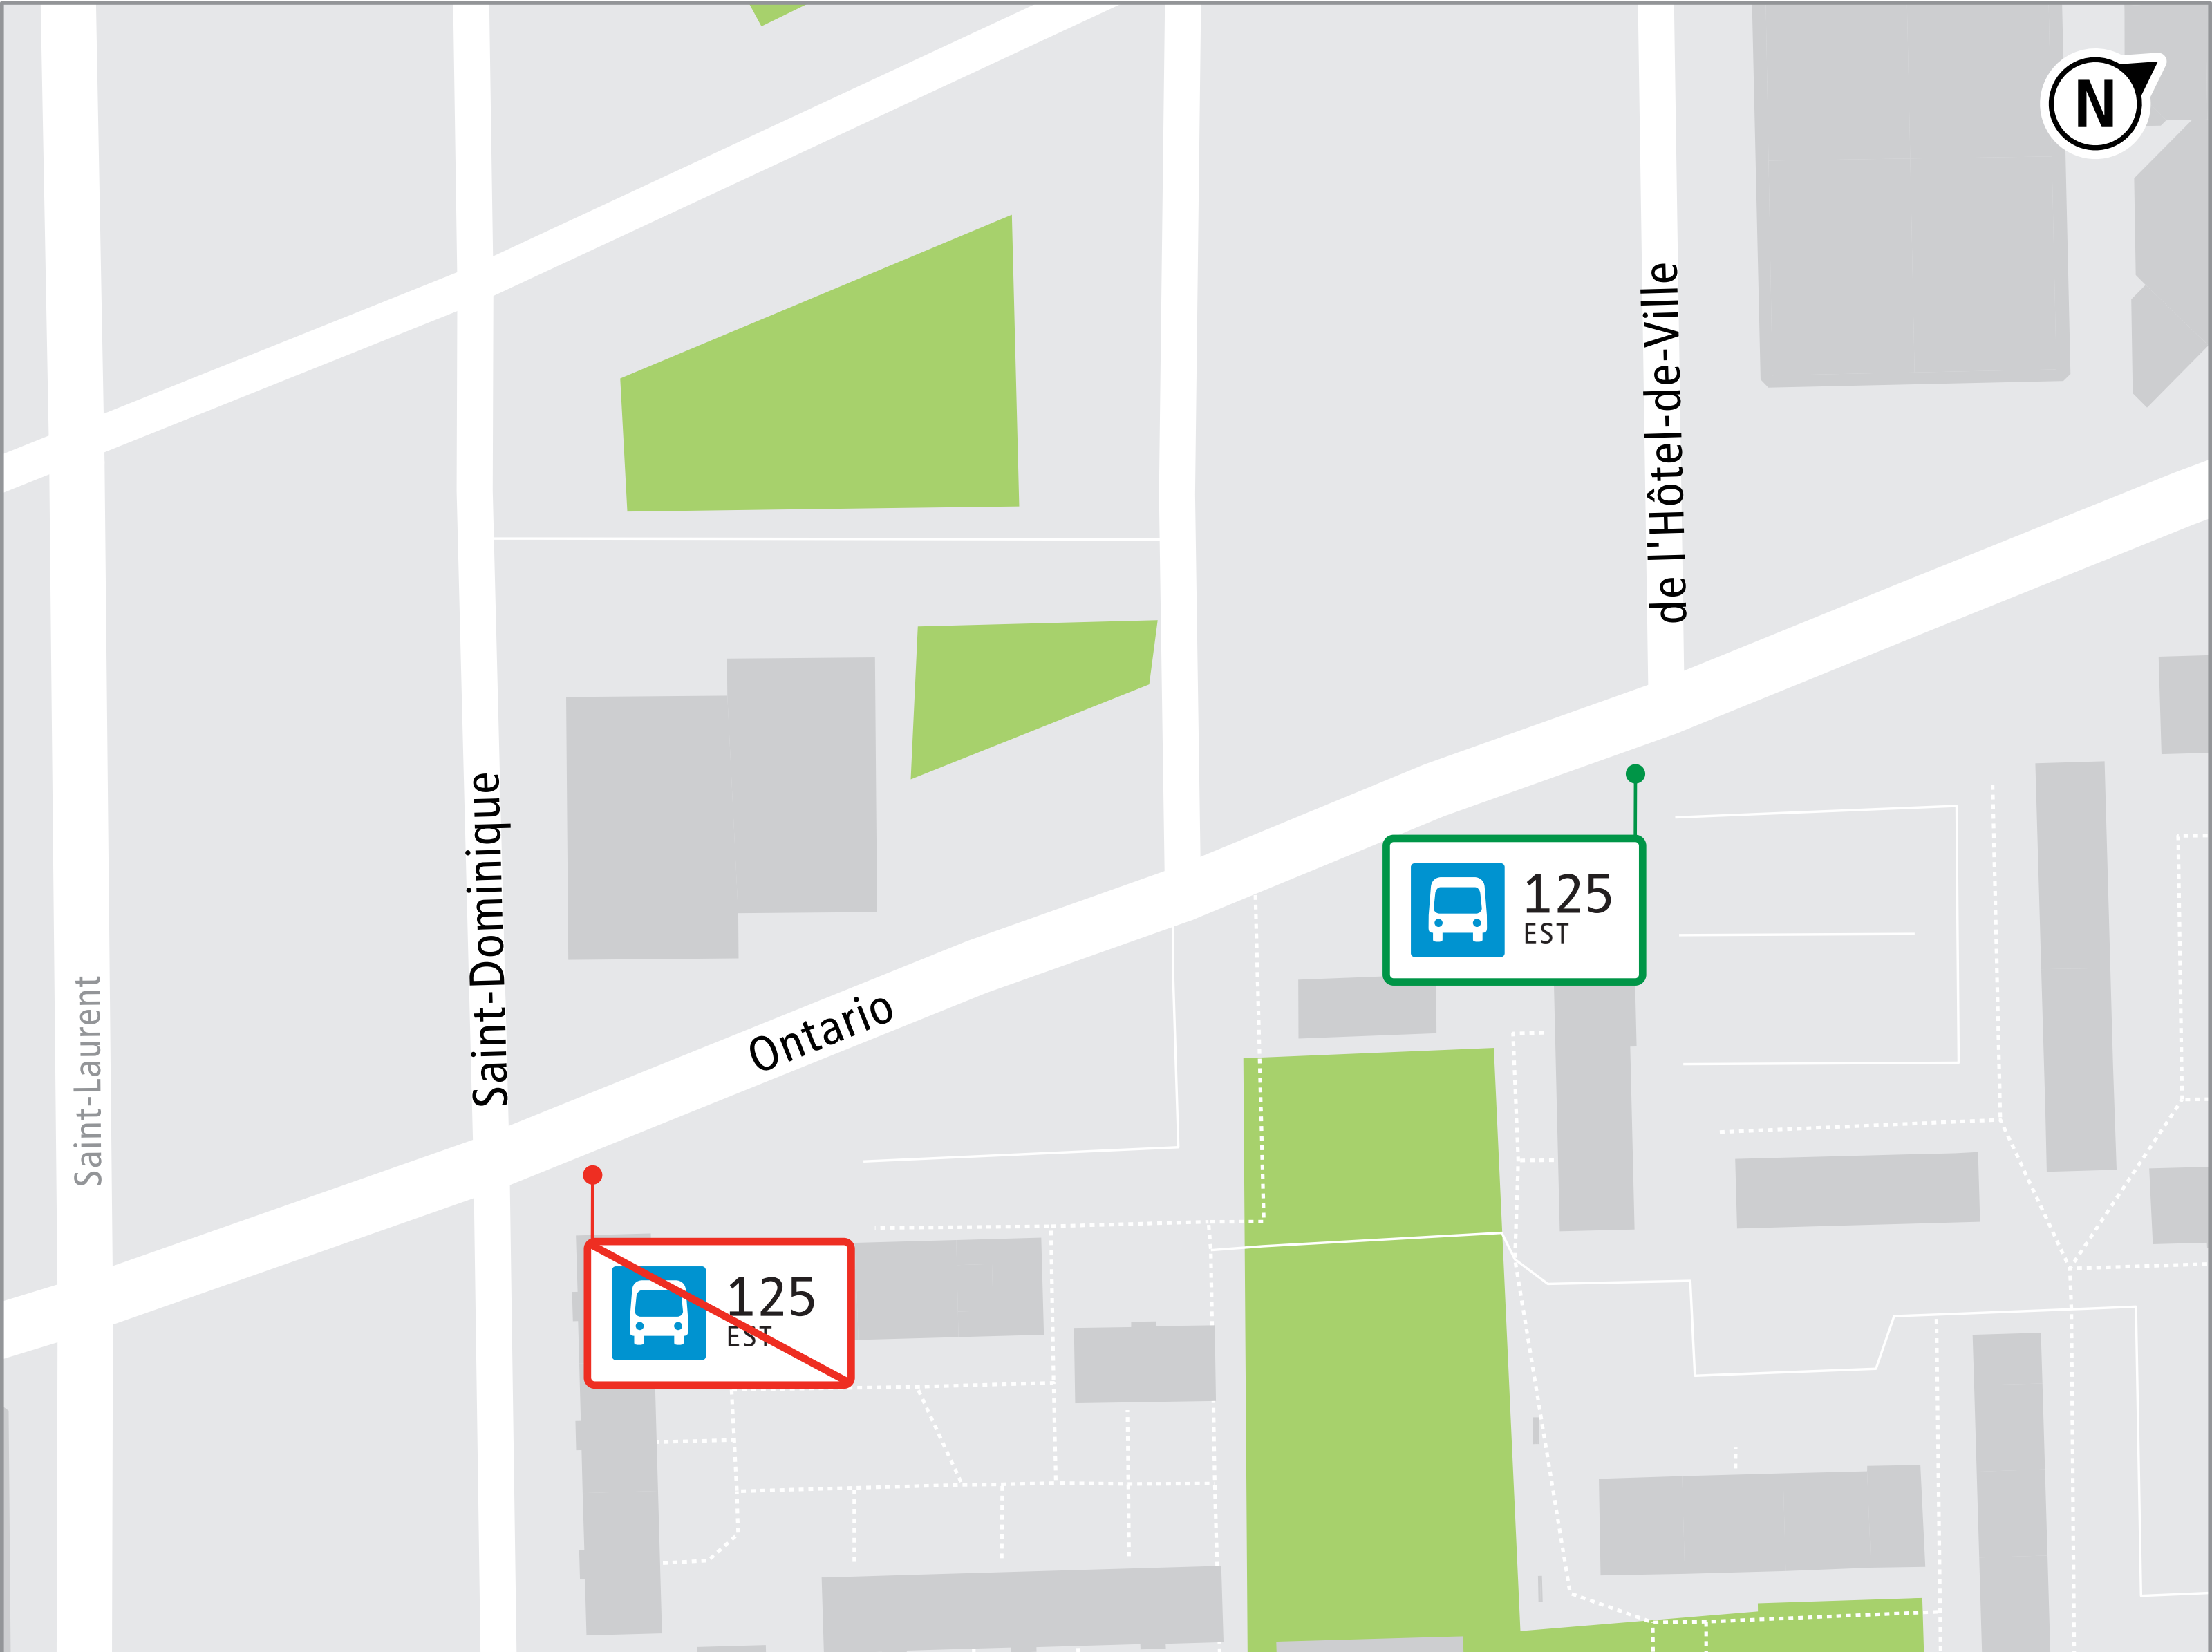 N
de l'Hôtel-de-Ville
Saint-Dominique
125
EST
Saint-Laurent
Ontario
125
EST